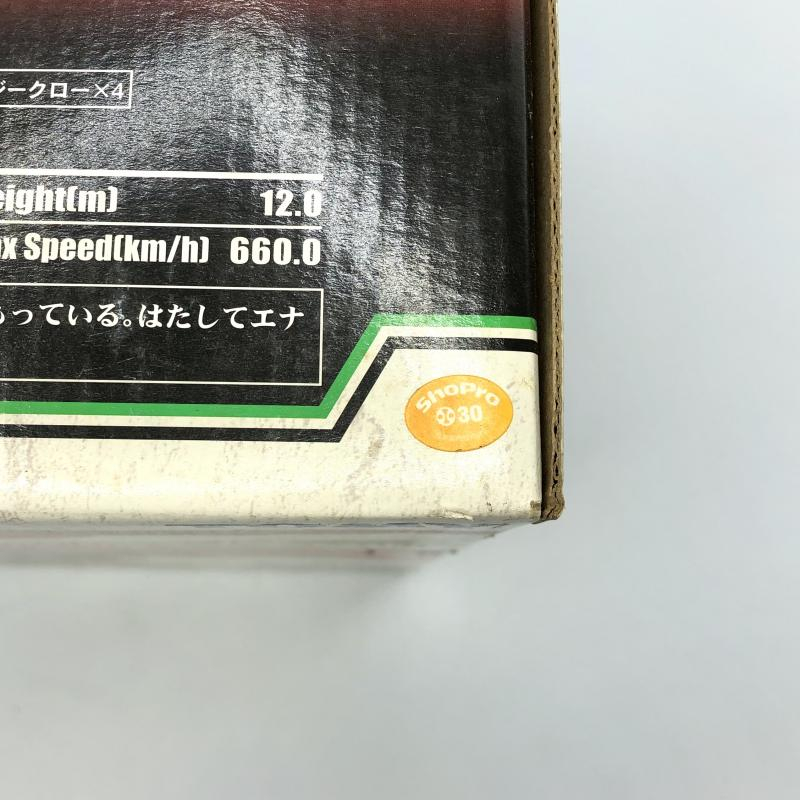 ジークロー×4
eight(m) 12.0
x Speed(km/h) 660.0
っている。はたしてエナ
ShoPro
30